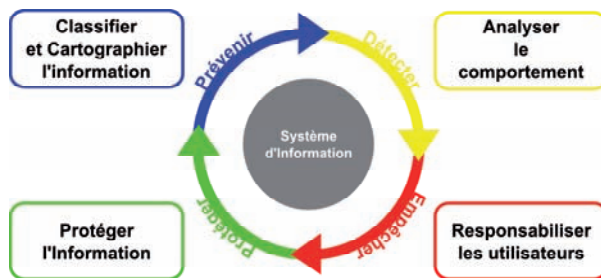 Classifier
et Cartographier
l'information
Prévenir
Détecter
Analyser
le
comportement
Système
d'Information
Protéger
l'Information
Protéger
Empêcher
Responsabiliser
les utilisateurs